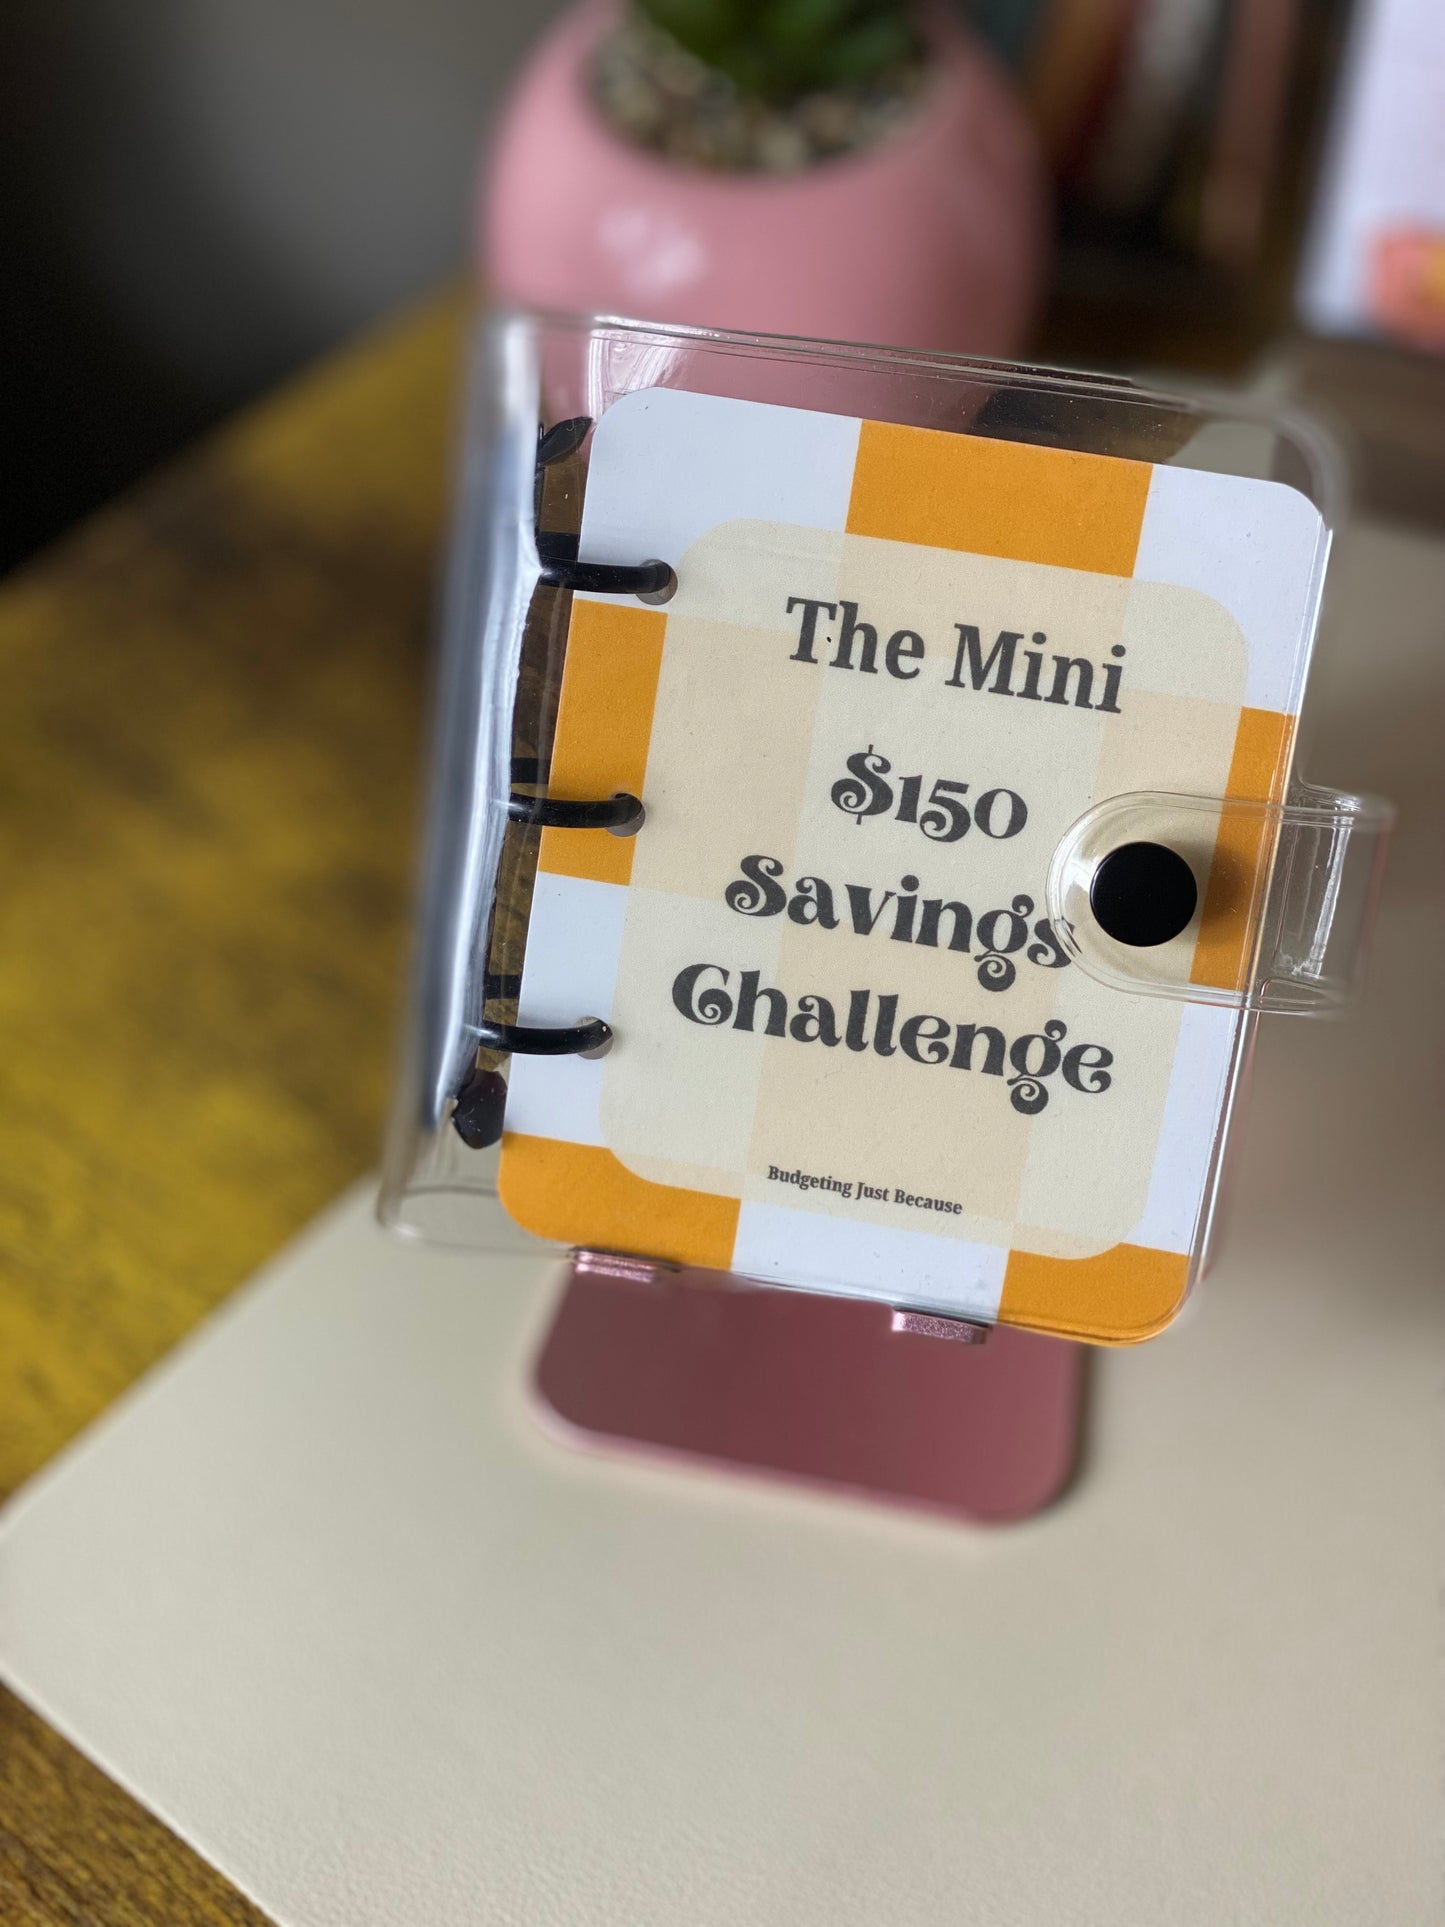 The Mini
$150
Savings
Challenge
Budgeting Just Because